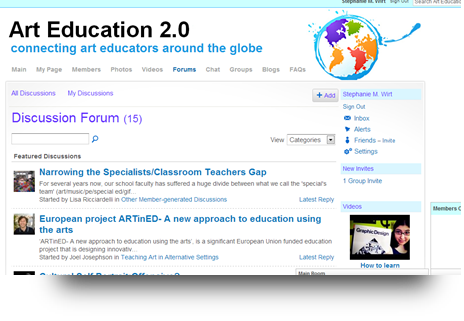 Stephanie M. Wirt Sign Out Search Art Education
Art Education 2.0
connecting art educators around the globe
Main My Page Members Photos Videos Forums Chat Groups Blogs FAQs
All Discussions My Discussions
+ Add
Discussion Forum (15)
View Categories
Featured Discussions
Narrowing the Specialists/Classroom Teachers Gap
For several years now, our school faculty has suffered a huge divide between what we call the 'special's
team' (art/music/pe/special ed/gif...
Started by Lisa Ricciardelli in Other Member-generated Discussions Latest Reply
European project ARTinED- A new approach to education using
the arts
'ARTinED- A new approach to education using the arts', is a significant European Union funded education
project that is designing innovativ...
Started by Joel Josephson in Teaching Art in Alternative Settings Latest Reply
Stephanie M. Wirt
Sign Out
Inbox
Alerts
Friends – Invite
Settings
New Invites
1 Group Invite
Videos
GraphicDesign
How to learn
Members
Main Room